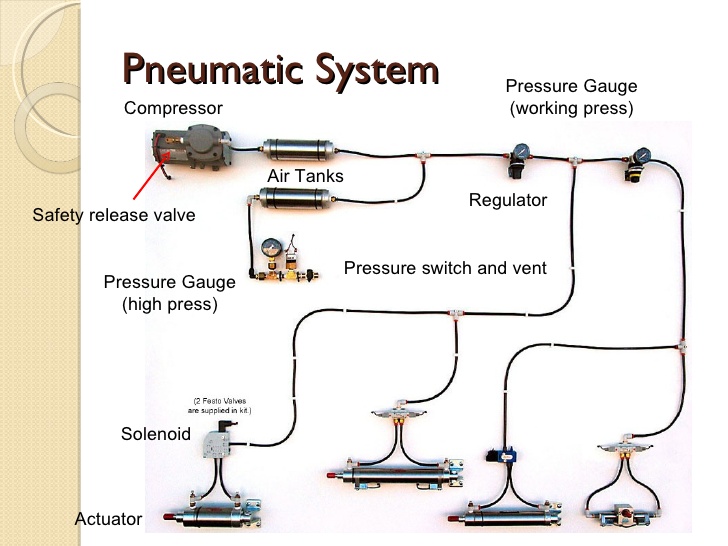 Pneumatic System
Pressure Gauge
(working press)
Compressor
Air Tanks
Regulator
Safety release valve
Pressure switch and vent
Pressure Gauge
(high press)
(2 Festo Valves
are supplied in kit.)
Solenoid
Actuator